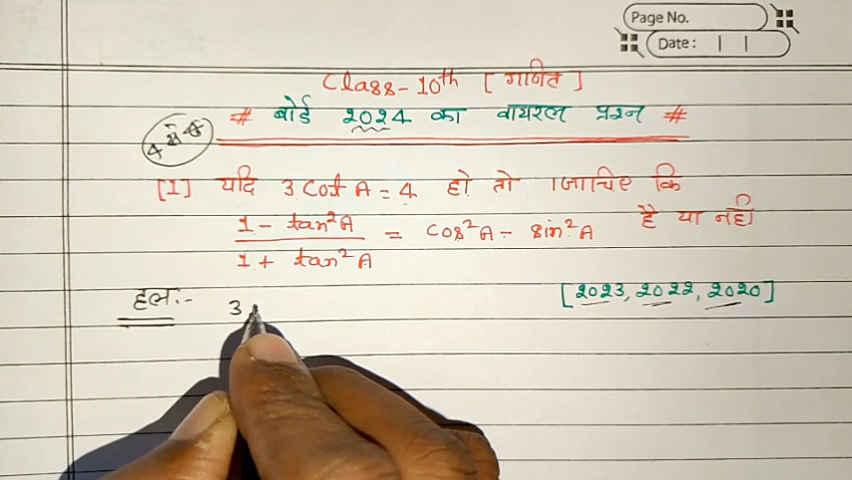 Page No.
Date :
Class - 10th [ गणित ]
# बोर्ड 2024 का वायरल प्रश्न #
[1] यदि 3 Cot A = 4 हो तो जाचिए कि
1 - tan²A / 1 + tan²A = Cos²A - Sin²A है या नही
हल:-
[2023, 2022, 2020]
3